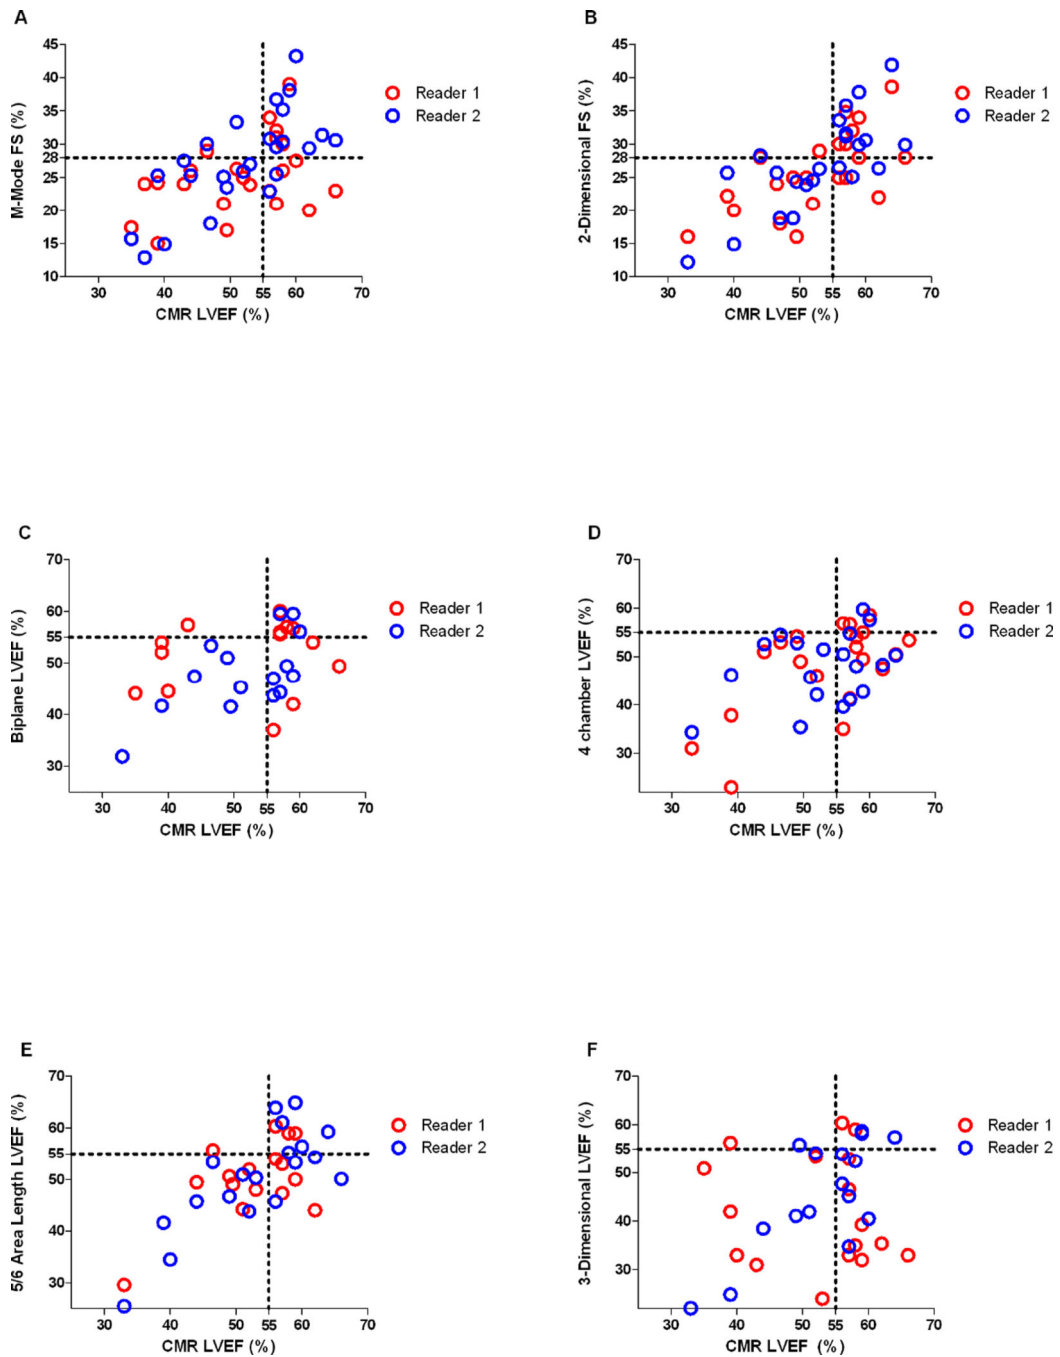 A
M-Mode FS (%)
45
40
35
30
28
25
20
15
10
30
40
50
55
60
70
CMR LVEF (%)
Reader 1
Reader 2
B
2-Dimensional FS (%)
45
40
35
30
28
25
20
15
10
30
40
50
55
60
70
CMR LVEF (%)
Reader 1
Reader 2
C
Biplane LVEF (%)
70
60
55
50
40
30
30
40
50
55
60
70
CMR LVEF (%)
Reader 1
Reader 2
D
4 chamber LVEF (%)
70
60
55
50
40
30
30
40
50
55
60
70
CMR LVEF (%)
Reader 1
Reader 2
E
5/6 Area Length LVEF (%)
70
60
55
50
40
30
30
40
50
55
60
70
CMR LVEF (%)
Reader 1
Reader 2
F
3-Dimensional LVEF (%)
70
60
55
50
40
30
30
40
50
55
60
70
CMR LVEF (%)
Reader 1
Reader 2